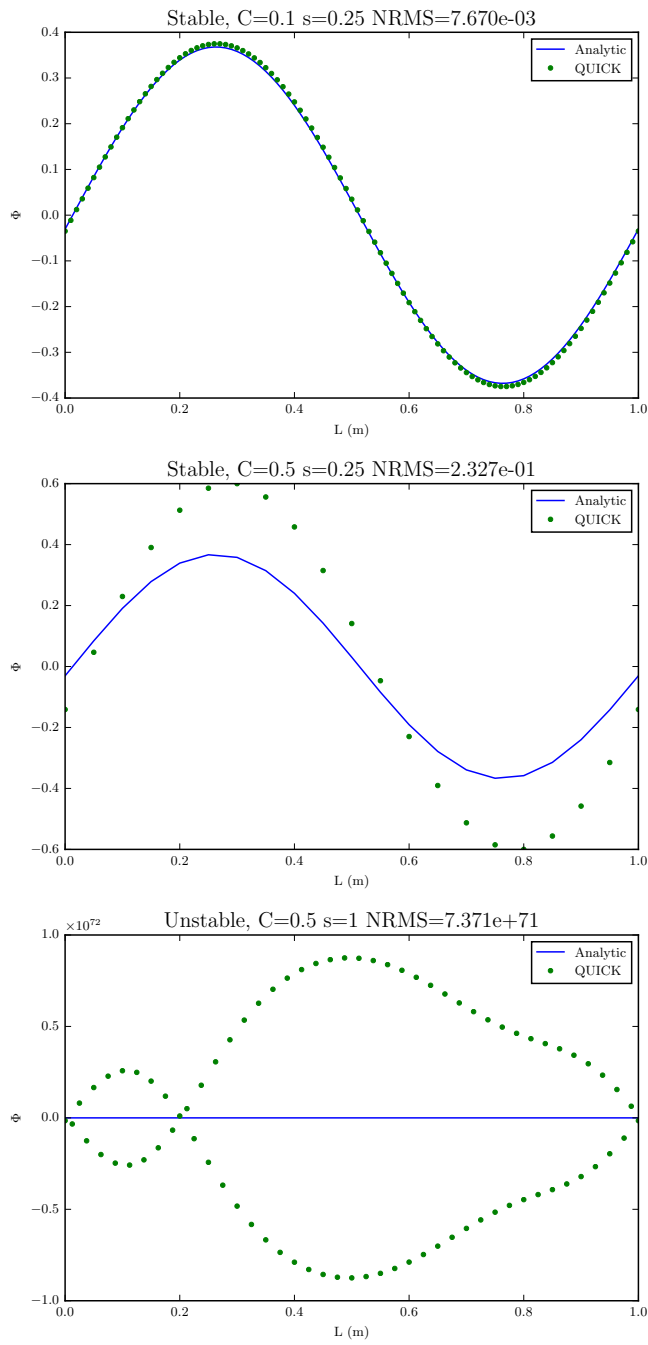 Stable, C=0.1 s=0.25 NRMS=7.670e-03
0.4
0.3
0.2
0.1
0.0
−0.1
−0.2
−0.3
−0.4
Φ
Analytic
QUICK
0.0 0.2 0.4 0.6 0.8 1.0
L (m)
Stable, C=0.5 s=0.25 NRMS=2.327e-01
0.6
0.4
0.2
0.0
−0.2
−0.4
−0.6
Φ
Analytic
QUICK
0.0 0.2 0.4 0.6 0.8 1.0
L (m)
Unstable, C=0.5 s=1 NRMS=7.371e+71
×10⁷²
1.0
0.5
0.0
−0.5
−1.0
Φ
Analytic
QUICK
0.0 0.2 0.4 0.6 0.8 1.0
L (m)